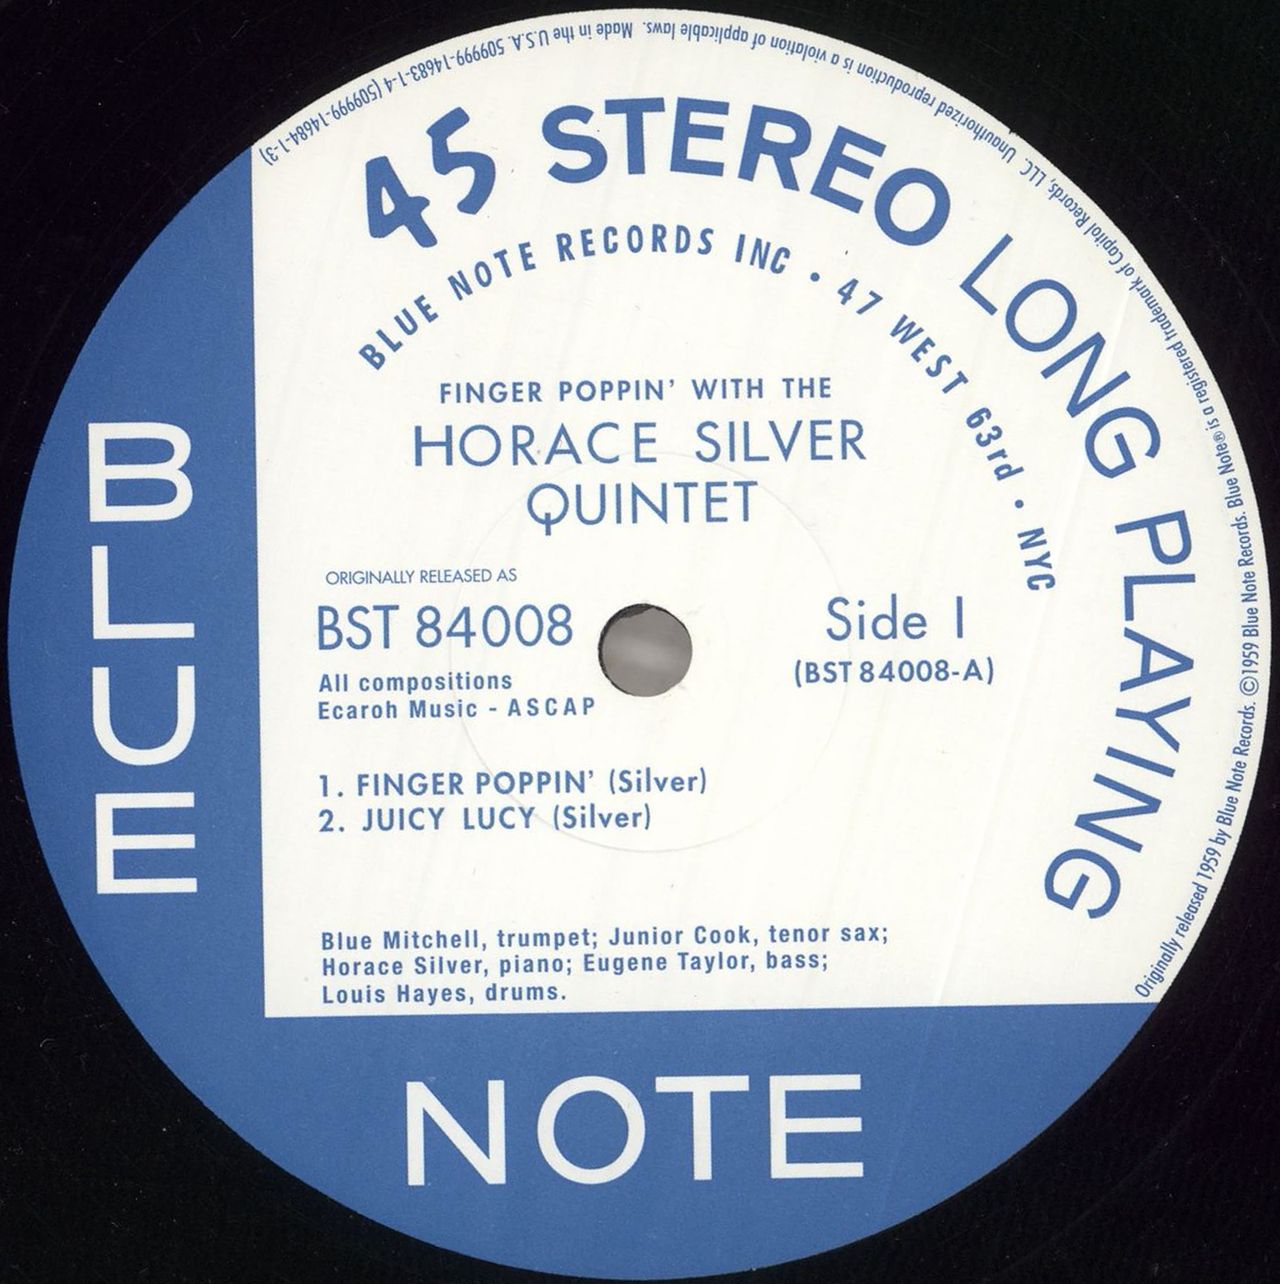 45 STEREO LONG PLAYING
BLUE NOTE RECORDS INC • 47 WEST 63rd • NYC
FINGER POPPIN' WITH THE
HORACE SILVER
QUINTET
ORIGINALLY RELEASED AS
BST 84008
Side 1
(BST 84008-A)
All compositions
Ecaroh Music - ASCAP
1. FINGER POPPIN' (Silver)
2. JUICY LUCY (Silver)
Blue Mitchell, trumpet; Junior Cook, tenor sax;
Horace Silver, piano; Eugene Taylor, bass;
Louis Hayes, drums.
BLUE
NOTE
Originally released 1959 by Blue Note Records. ©1959 Blue Note Records. Blue Note® is a registered trademark of Capitol Records, LLC. Unauthorized reproduction is a violation of applicable laws. Made in the U.S.A. 509999-14683-1-4 (509999-14684-1-3)